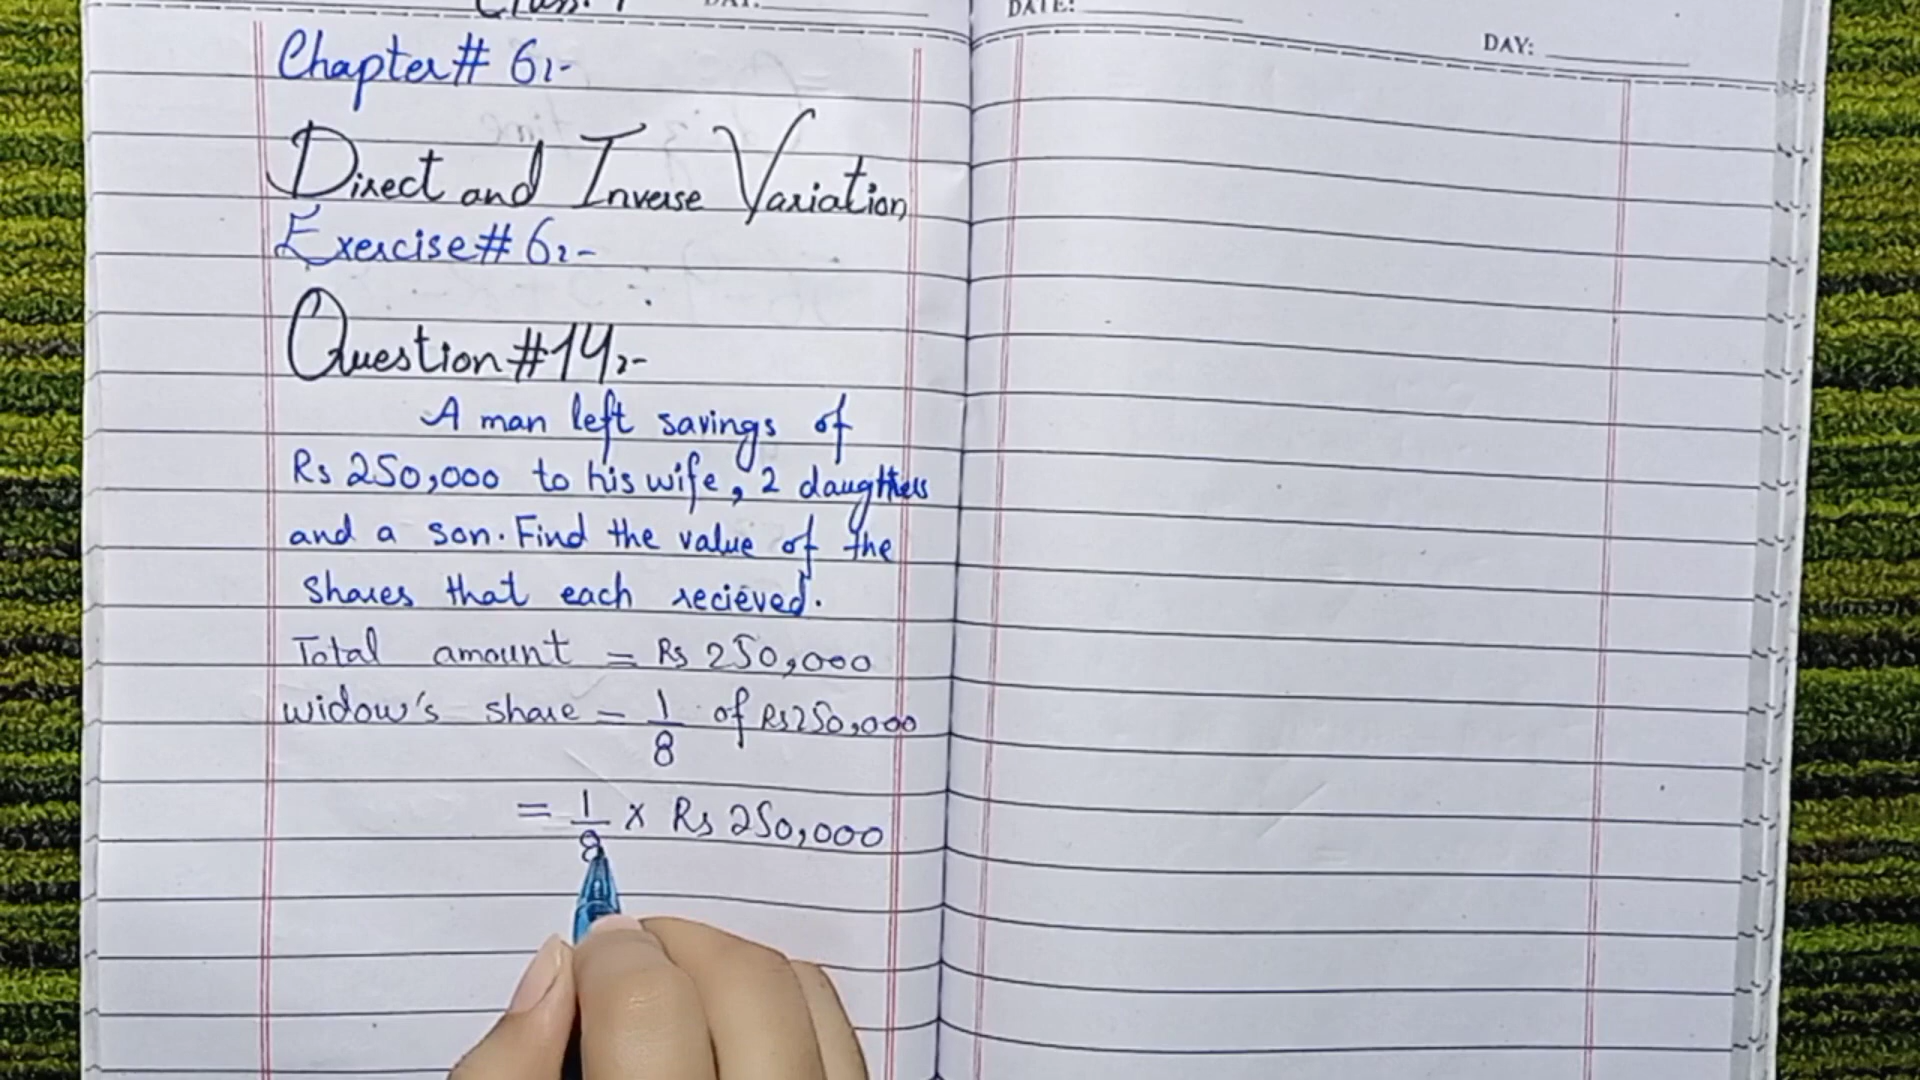 DATE:
DAY:
Chapter# 6:-
Direct and Inverse Variation
Exercise# 6:-
Question#14:-
A man left savings of
Rs 250,000 to his wife, 2 daugthers
and a son. Find the value of the
shares that each recieved.
Total amount = Rs 250,000
widow's share = 1/8 of Rs 250,000
= 1/8 x Rs 250,000